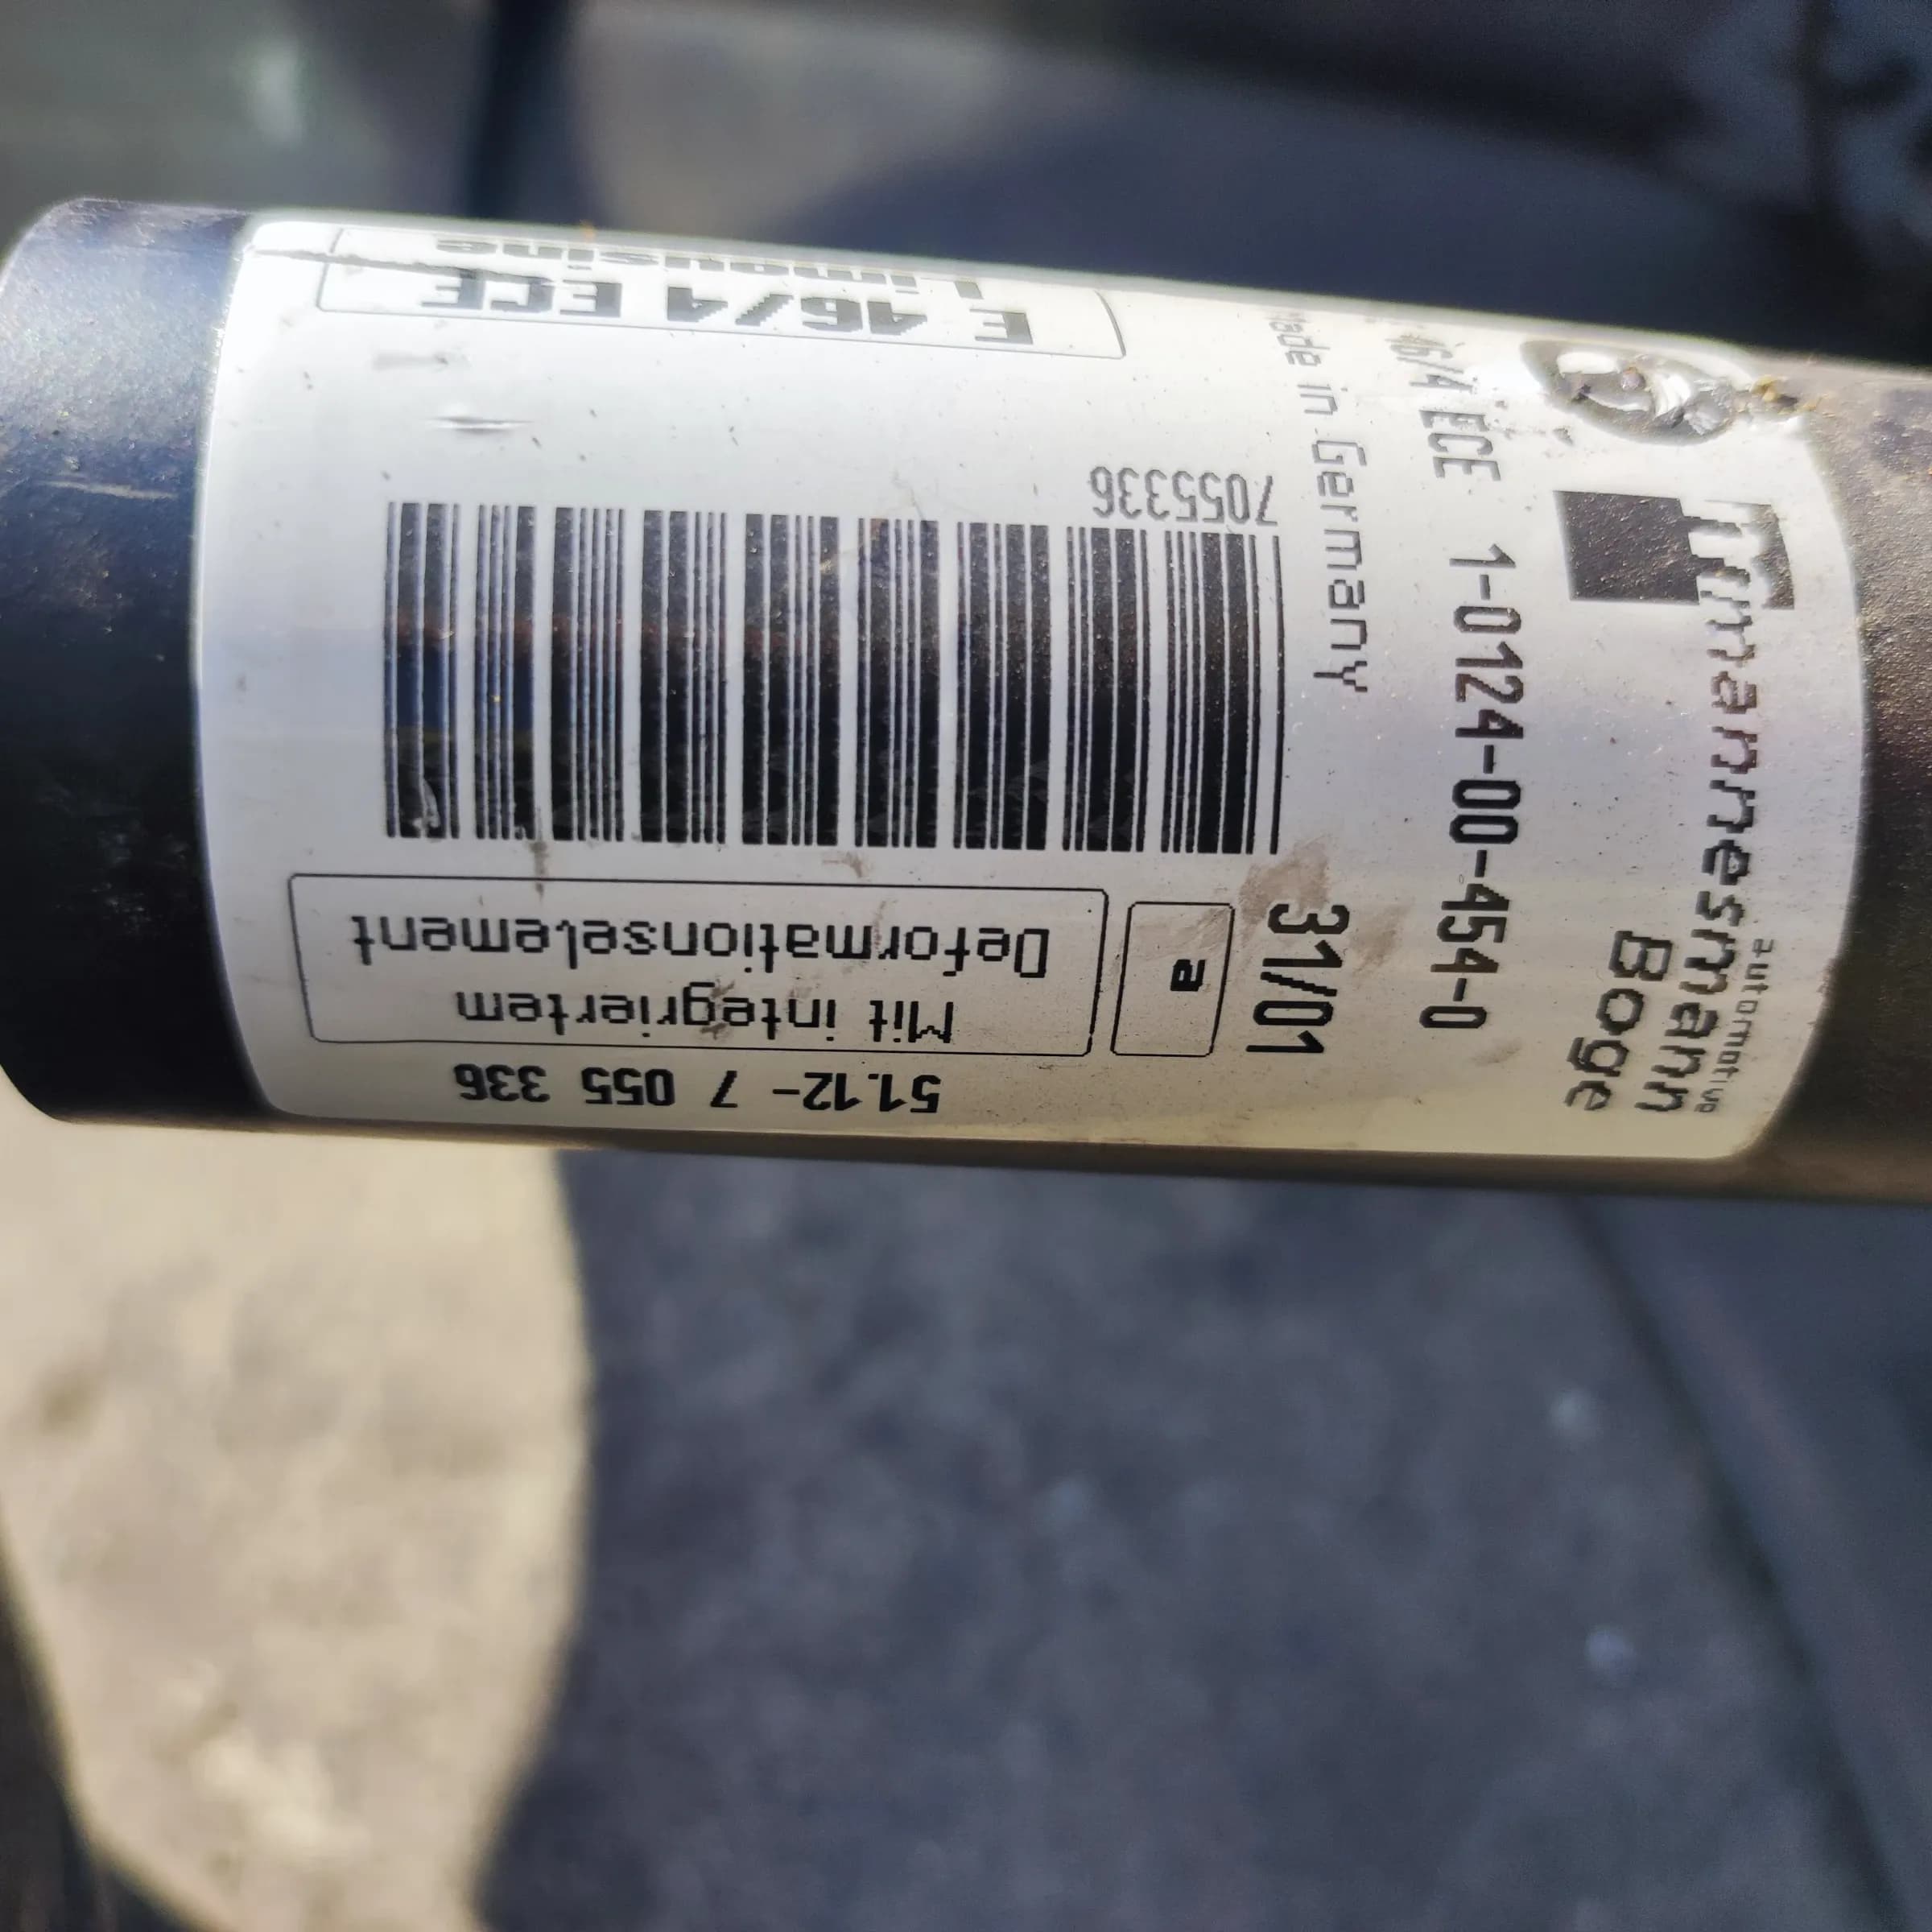 mannesmann
automotive
Boge
46/4 ECE 1-0124-00-454-0
Made in Germany 31/01
a
7055336
E 46/4 ECE
Limousine
Mit integriertem
Deformationselement
51.12- 7 055 336